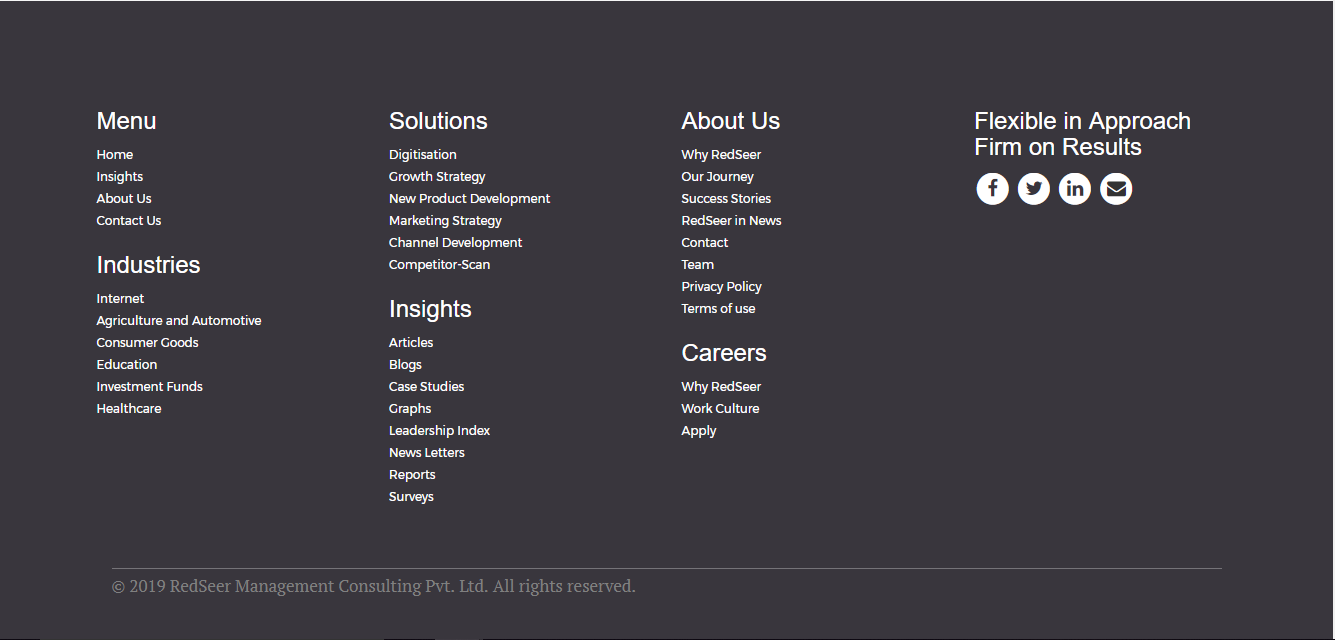 Menu
Home
Insights
About Us
Contact Us
Industries
Internet
Agriculture and Automotive
Consumer Goods
Education
Investment Funds
Healthcare
Solutions
Digitisation
Growth Strategy
New Product Development
Marketing Strategy
Channel Development
Competitor-Scan
Insights
Articles
Blogs
Case Studies
Graphs
Leadership Index
News Letters
Reports
Surveys
About Us
Why RedSeer
Our Journey
Success Stories
RedSeer in News
Contact
Team
Privacy Policy
Terms of use
Careers
Why RedSeer
Work Culture
Apply
Flexible in Approach
Firm on Results
© 2019 RedSeer Management Consulting Pvt. Ltd. All rights reserved.